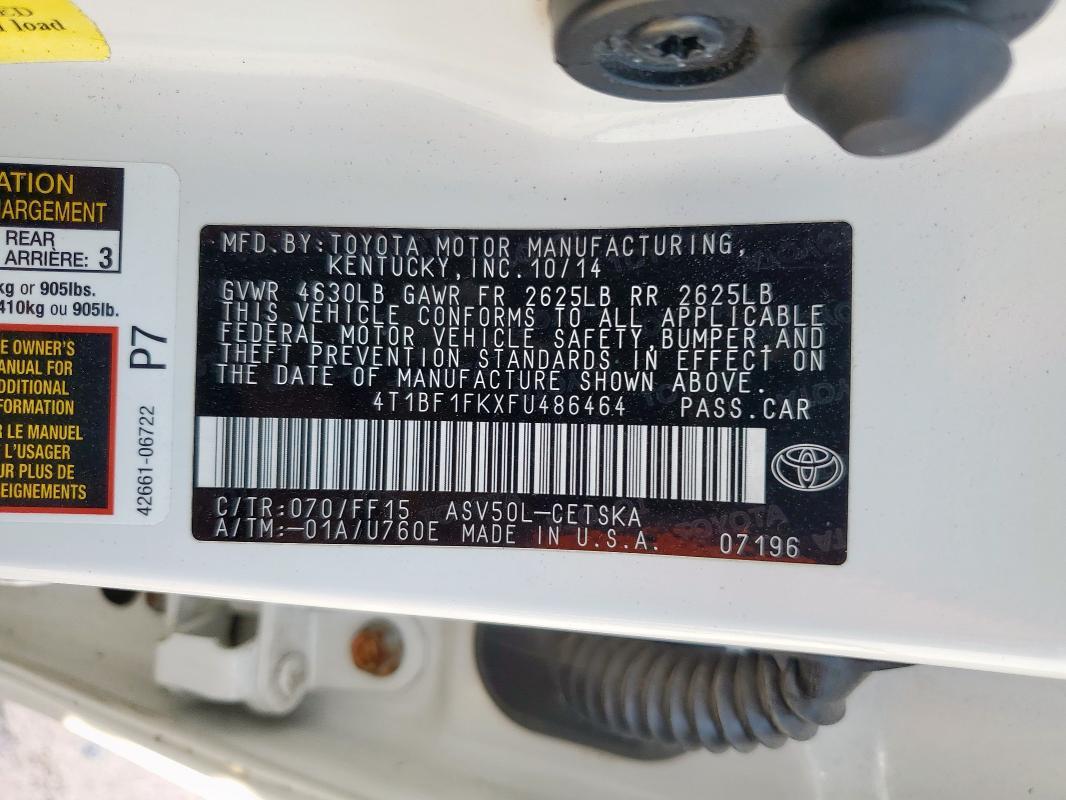 ED
load
ATION
ARGEMENT
REAR
ARRIÈRE: 3
kg or 905lbs.
410kg ou 905lb.
E OWNER'S
ANUAL FOR
DDITIONAL
FORMATION
R LE MANUEL
L'USAGER
UR PLUS DE
EIGNEMENTS
P7
42661-06722
MFD.BY:TOYOTA MOTOR MANUFACTURING,
KENTUCKY,INC.10/14
GVWR 4630LB GAWR FR 2625LB RR 2625LB
THIS VEHICLE CONFORMS TO ALL APPLICABLE
FEDERAL MOTOR VEHICLE SAFETY,BUMPER,AND
THEFT PREVENTION STANDARDS IN EFFECT ON
THE DATE OF MANUFACTURE SHOWN ABOVE.
4T1BF1FKXFU486464 PASS.CAR
C/TR:070/FF15 ASV50L-CETSKA
A/TM:-01A/U760E MADE IN U.S.A. 07196